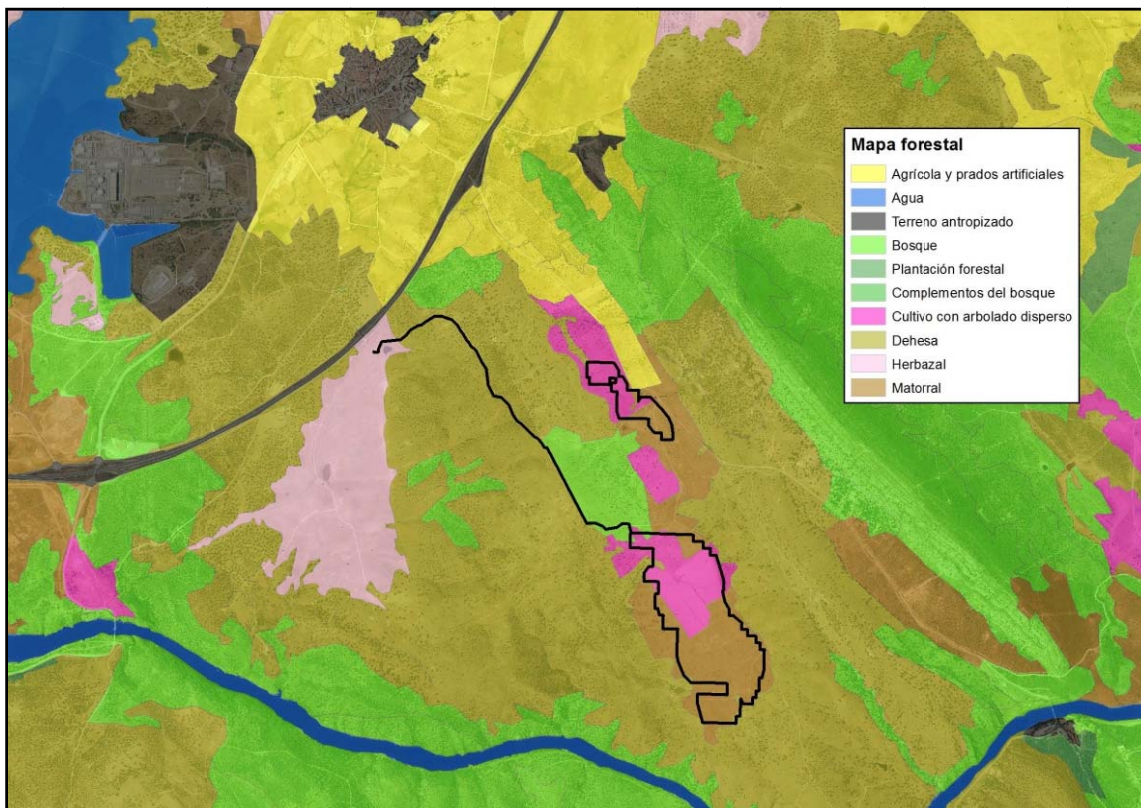 Mapa forestal
Agrícola y prados artificiales
Agua
Terreno antropizado
Bosque
Plantación forestal
Complementos del bosque
Cultivo con arbolado disperso
Dehesa
Herbazal
Matorral